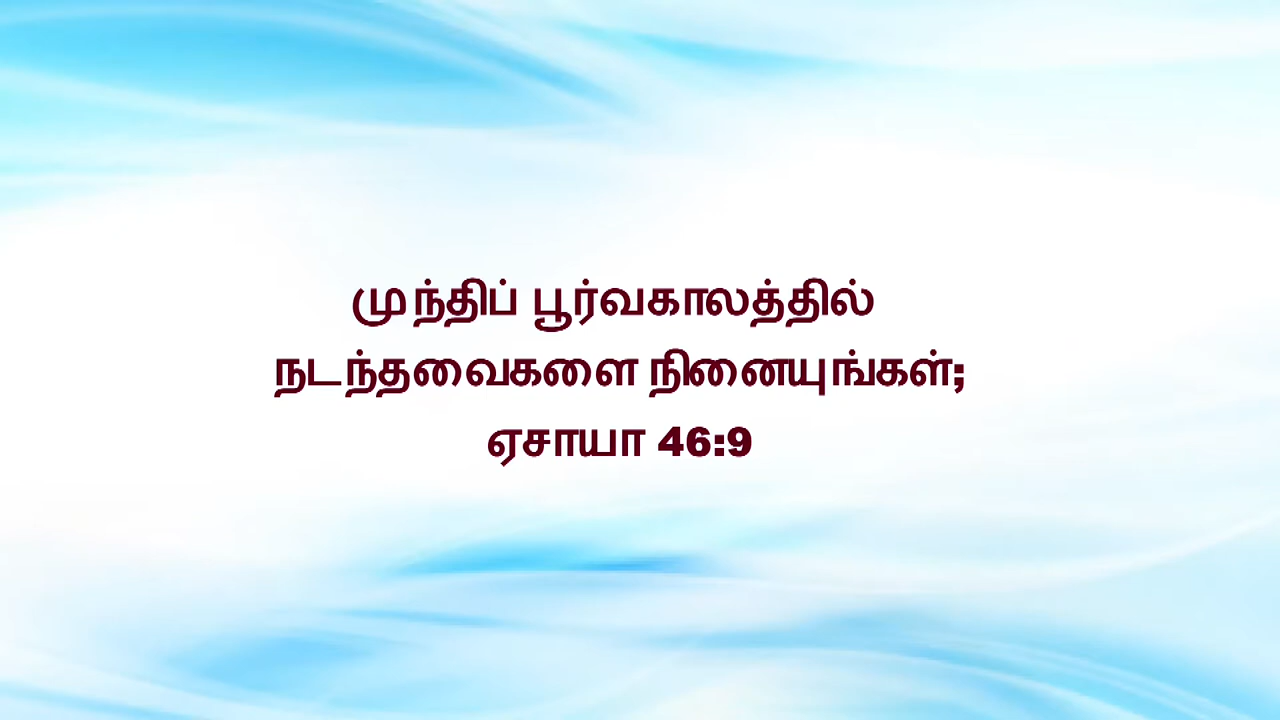 முந்திப் பூர்வகாலத்தில்
நடந்தவைகளை நினையுங்கள்;
ஏசாயா 46:9